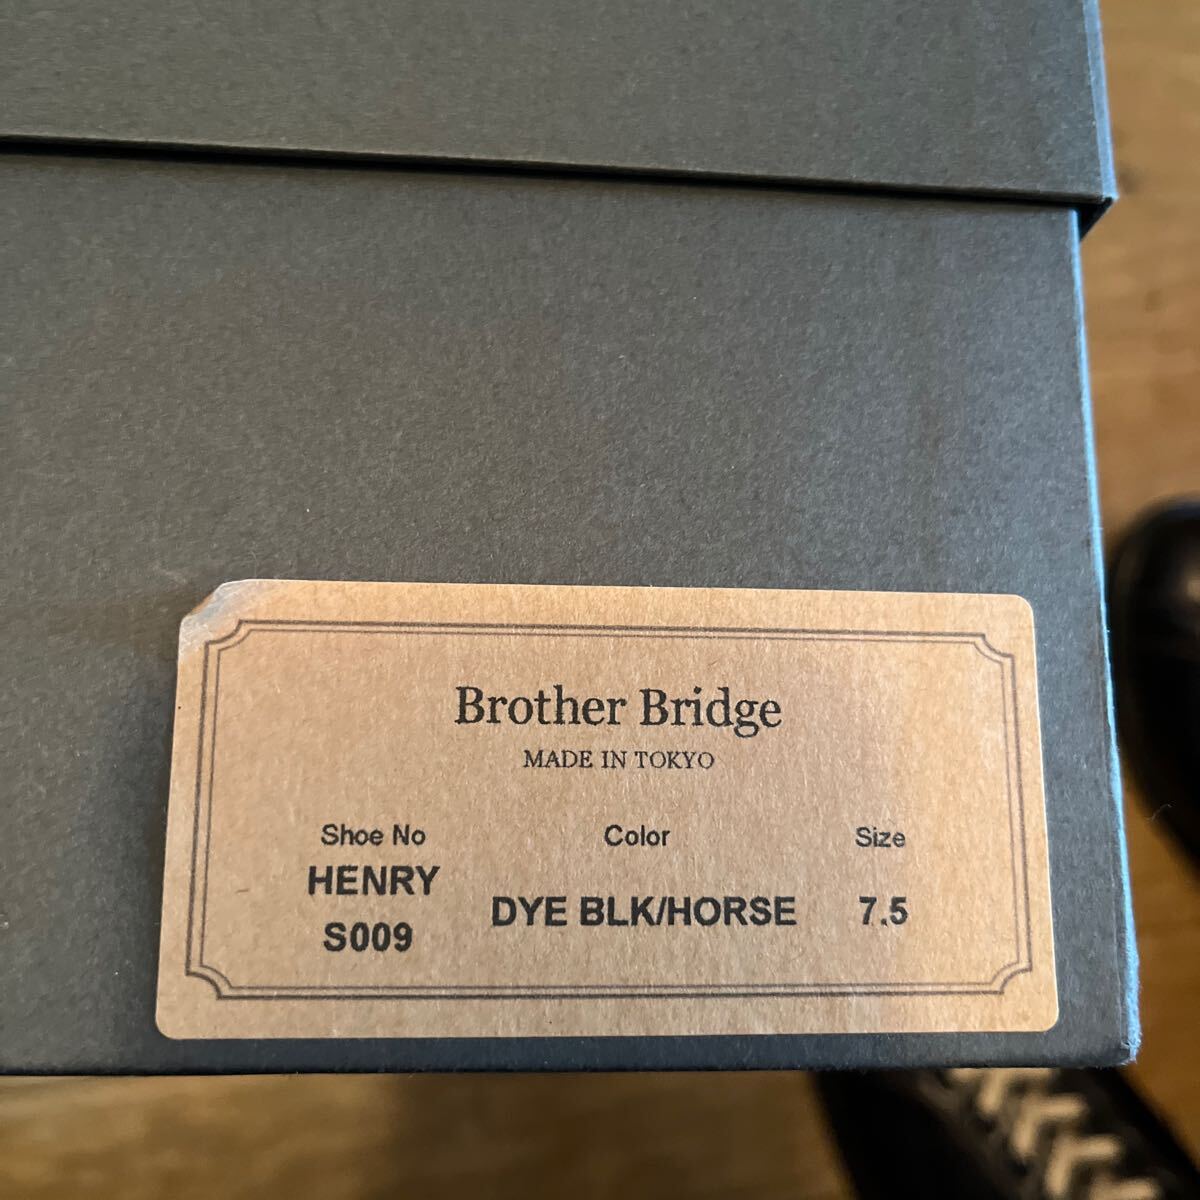 Brother Bridge
MADE IN TOKYO
Shoe No Color Size
HENRY
S009
DYE BLK/HORSE 7.5